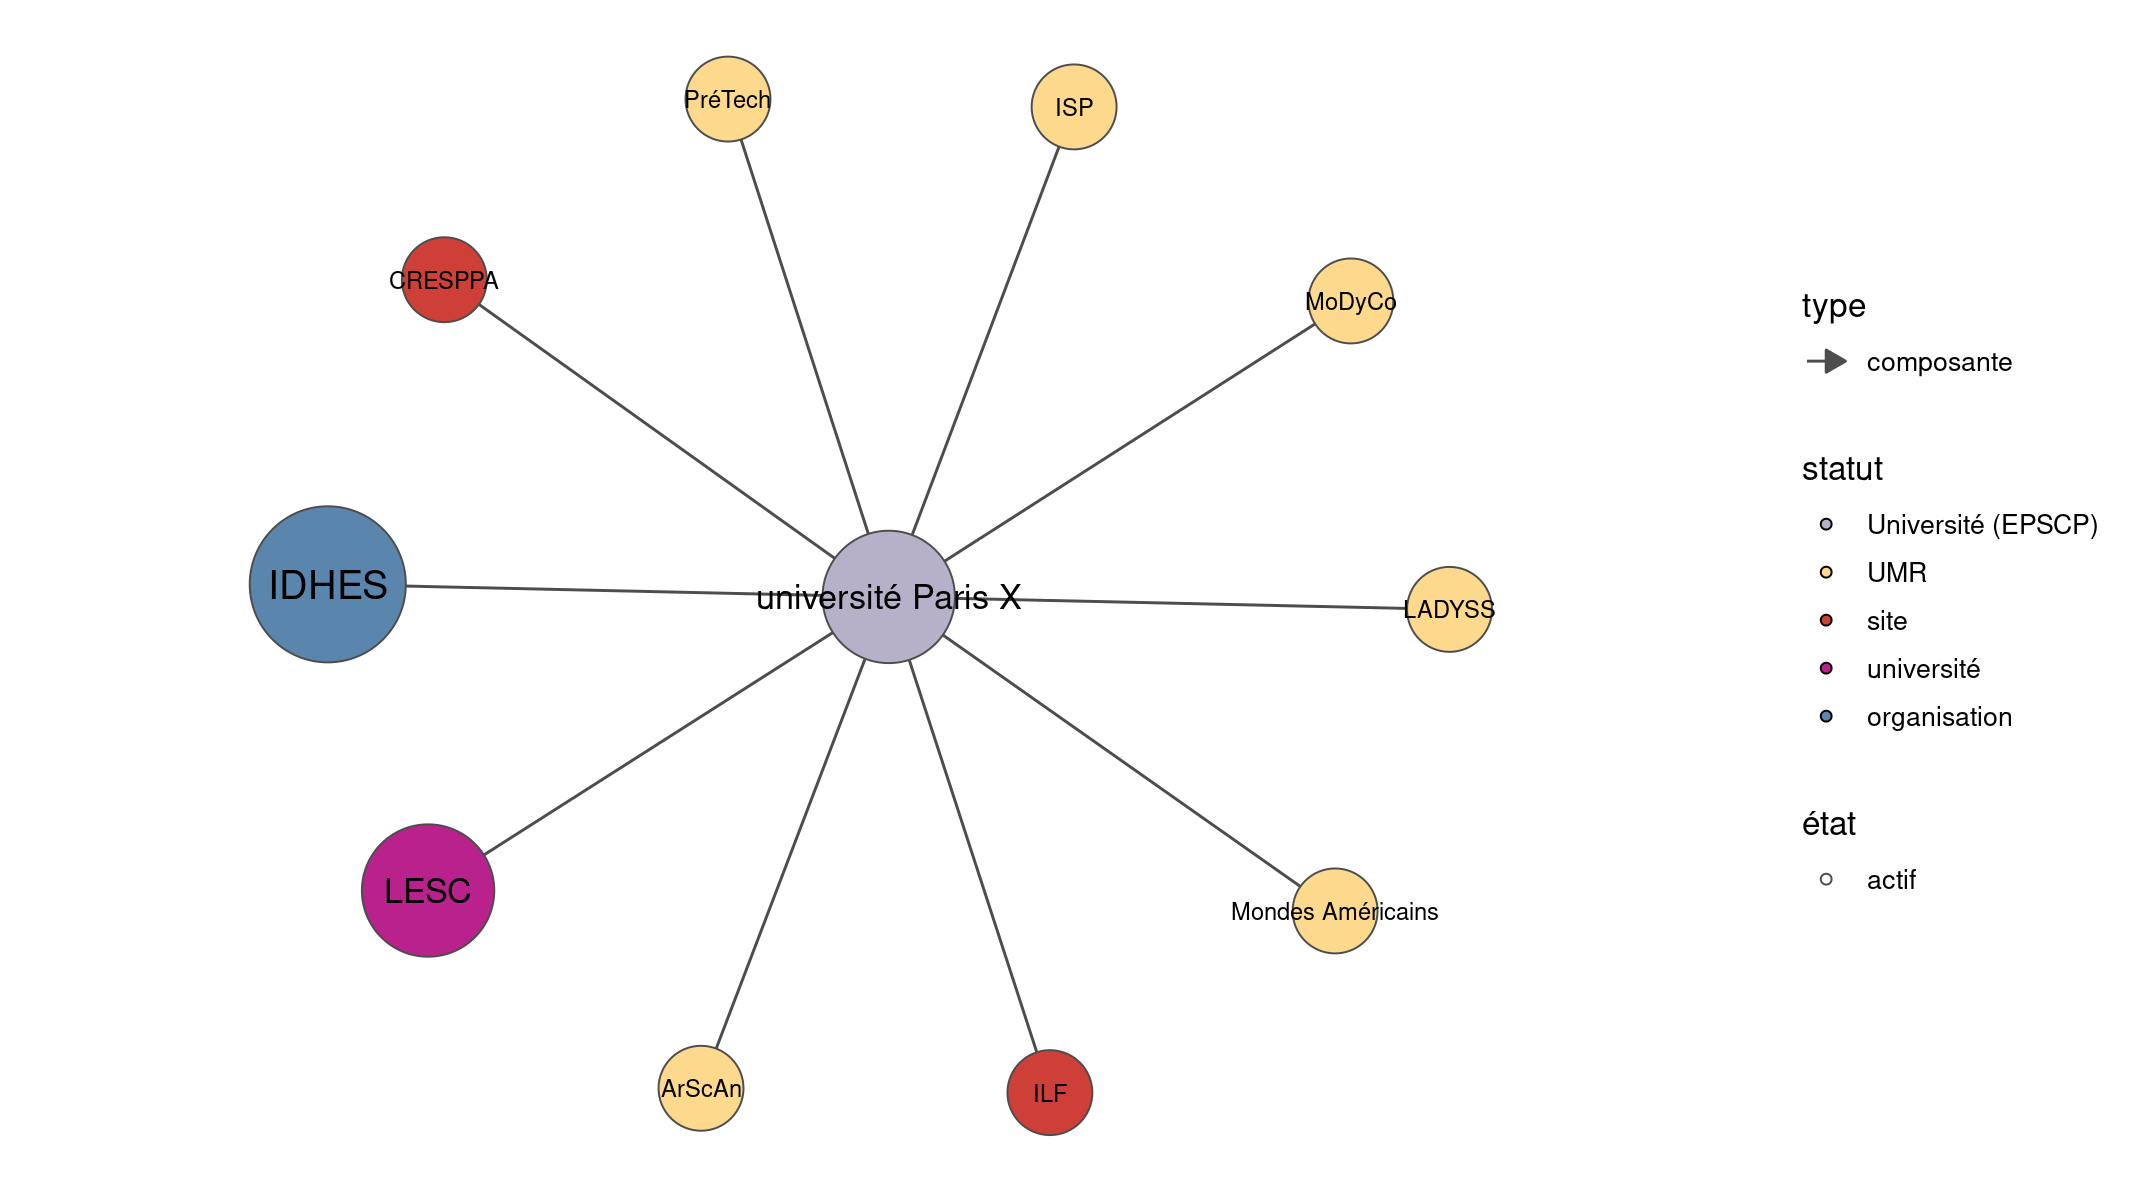 PréTech
ISP
CRESPPA
MoDyCo
IDHES
université Paris X
LADYSS
LESC
Mondes Américains
ArScAn
ILF
type
composante
statut
Université (EPSCP)
UMR
site
université
organisation
état
actif